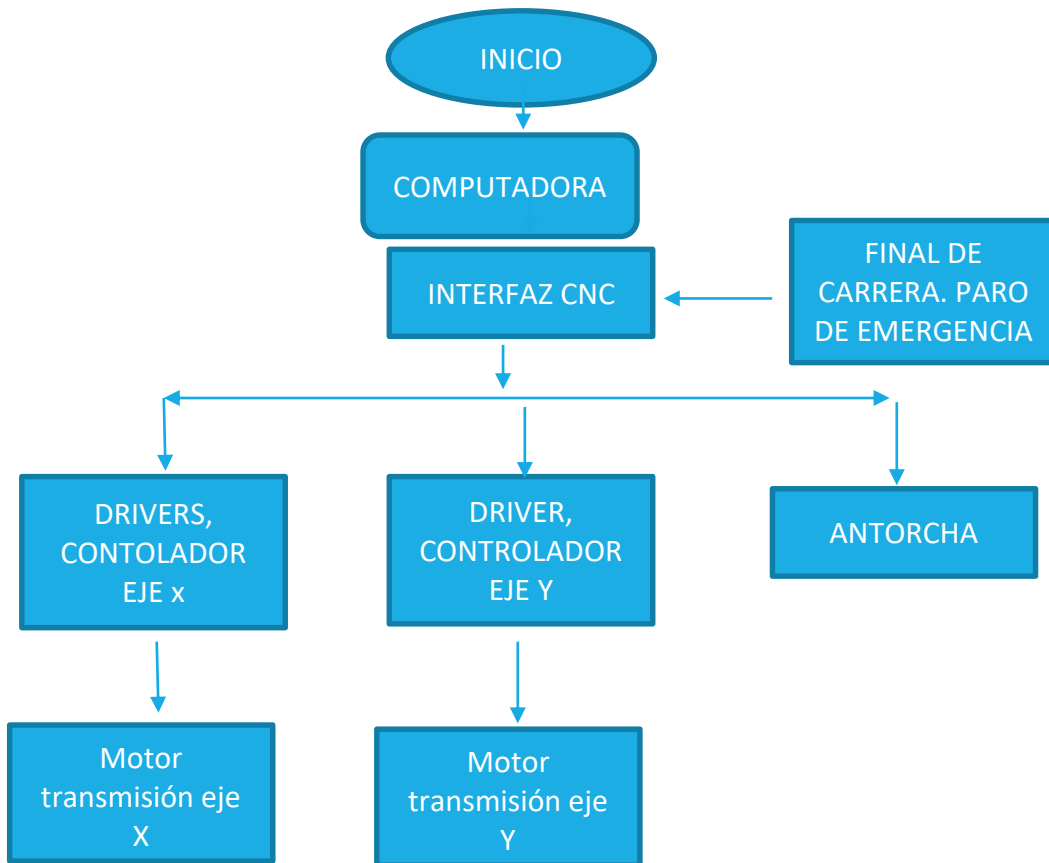 INICIO
COMPUTADORA
INTERFAZ CNC
FINAL DE
CARRERA. PARO
DE EMERGENCIA
DRIVERS,
CONTOLADOR
EJE x
DRIVER,
CONTROLADOR
EJE Y
ANTORCHA
Motor
transmisión eje
X
Motor
transmisión eje
Y